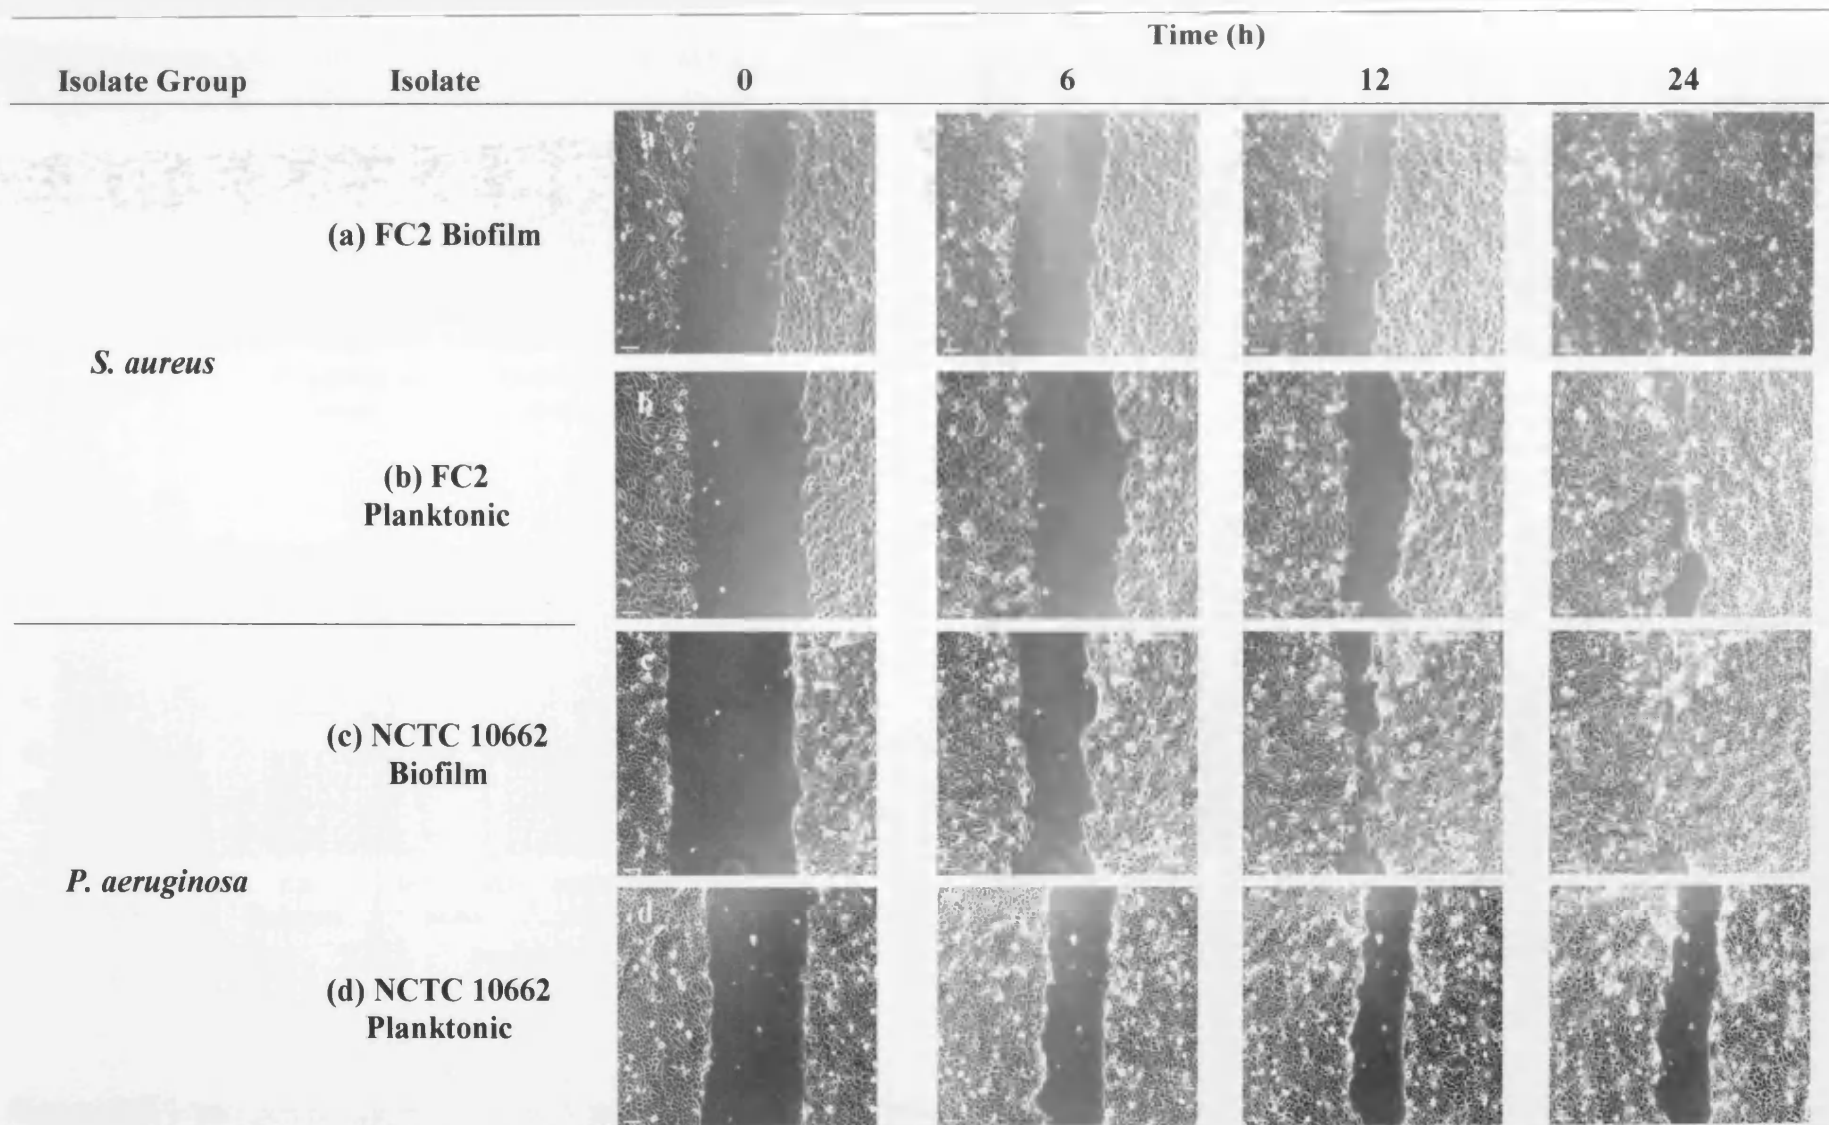 Time (h)
Isolate Group Isolate 0 6 12 24
a
(a) FC2 Biofilm
S. aureus
b
(b) FC2
Planktonic
c
(c) NCTC 10662
Biofilm
P. aeruginosa
d
(d) NCTC 10662
Planktonic